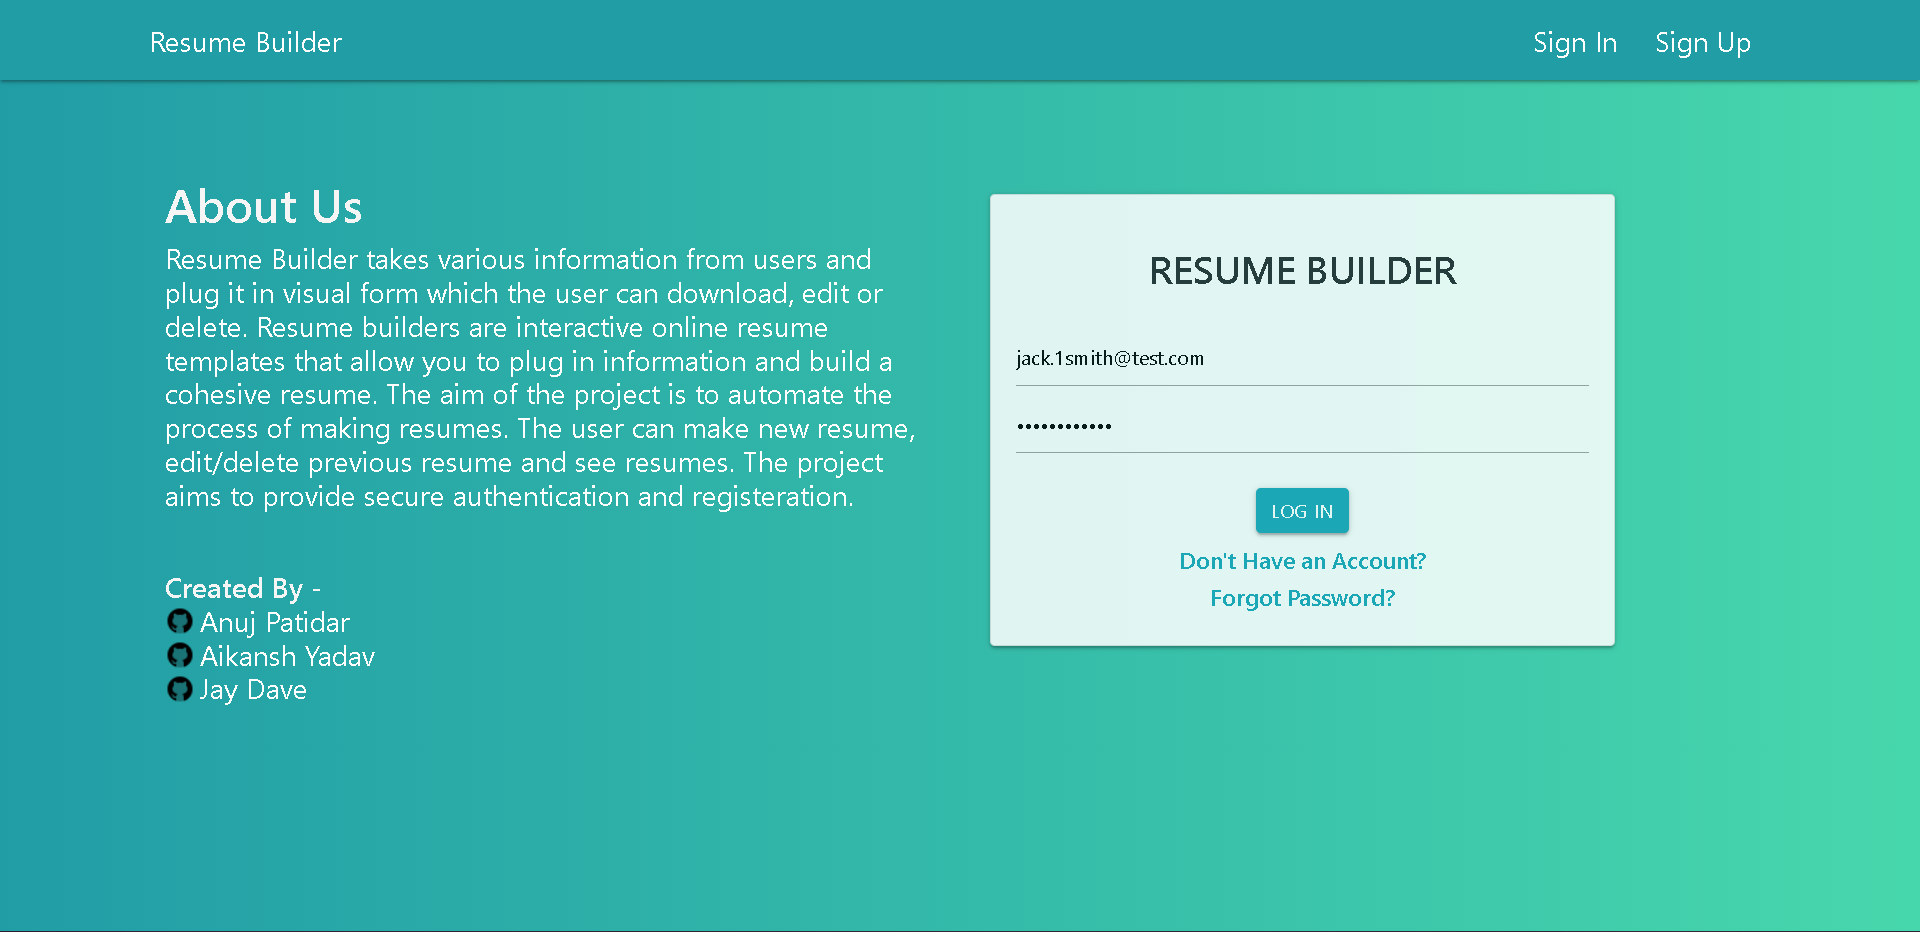 Resume Builder
Sign In
Sign Up
About Us
Resume Builder takes various information from users and
plug it in visual form which the user can download, edit or
delete. Resume builders are interactive online resume
templates that allow you to plug in information and build a
cohesive resume. The aim of the project is to automate the
process of making resumes. The user can make new resume,
edit/delete previous resume and see resumes. The project
aims to provide secure authentication and registeration.
Created By -
Anuj Patidar
Aikansh Yadav
Jay Dave
RESUME BUILDER
jack.1smith@test.com
••••••••••••
LOG IN
Don't Have an Account?
Forgot Password?